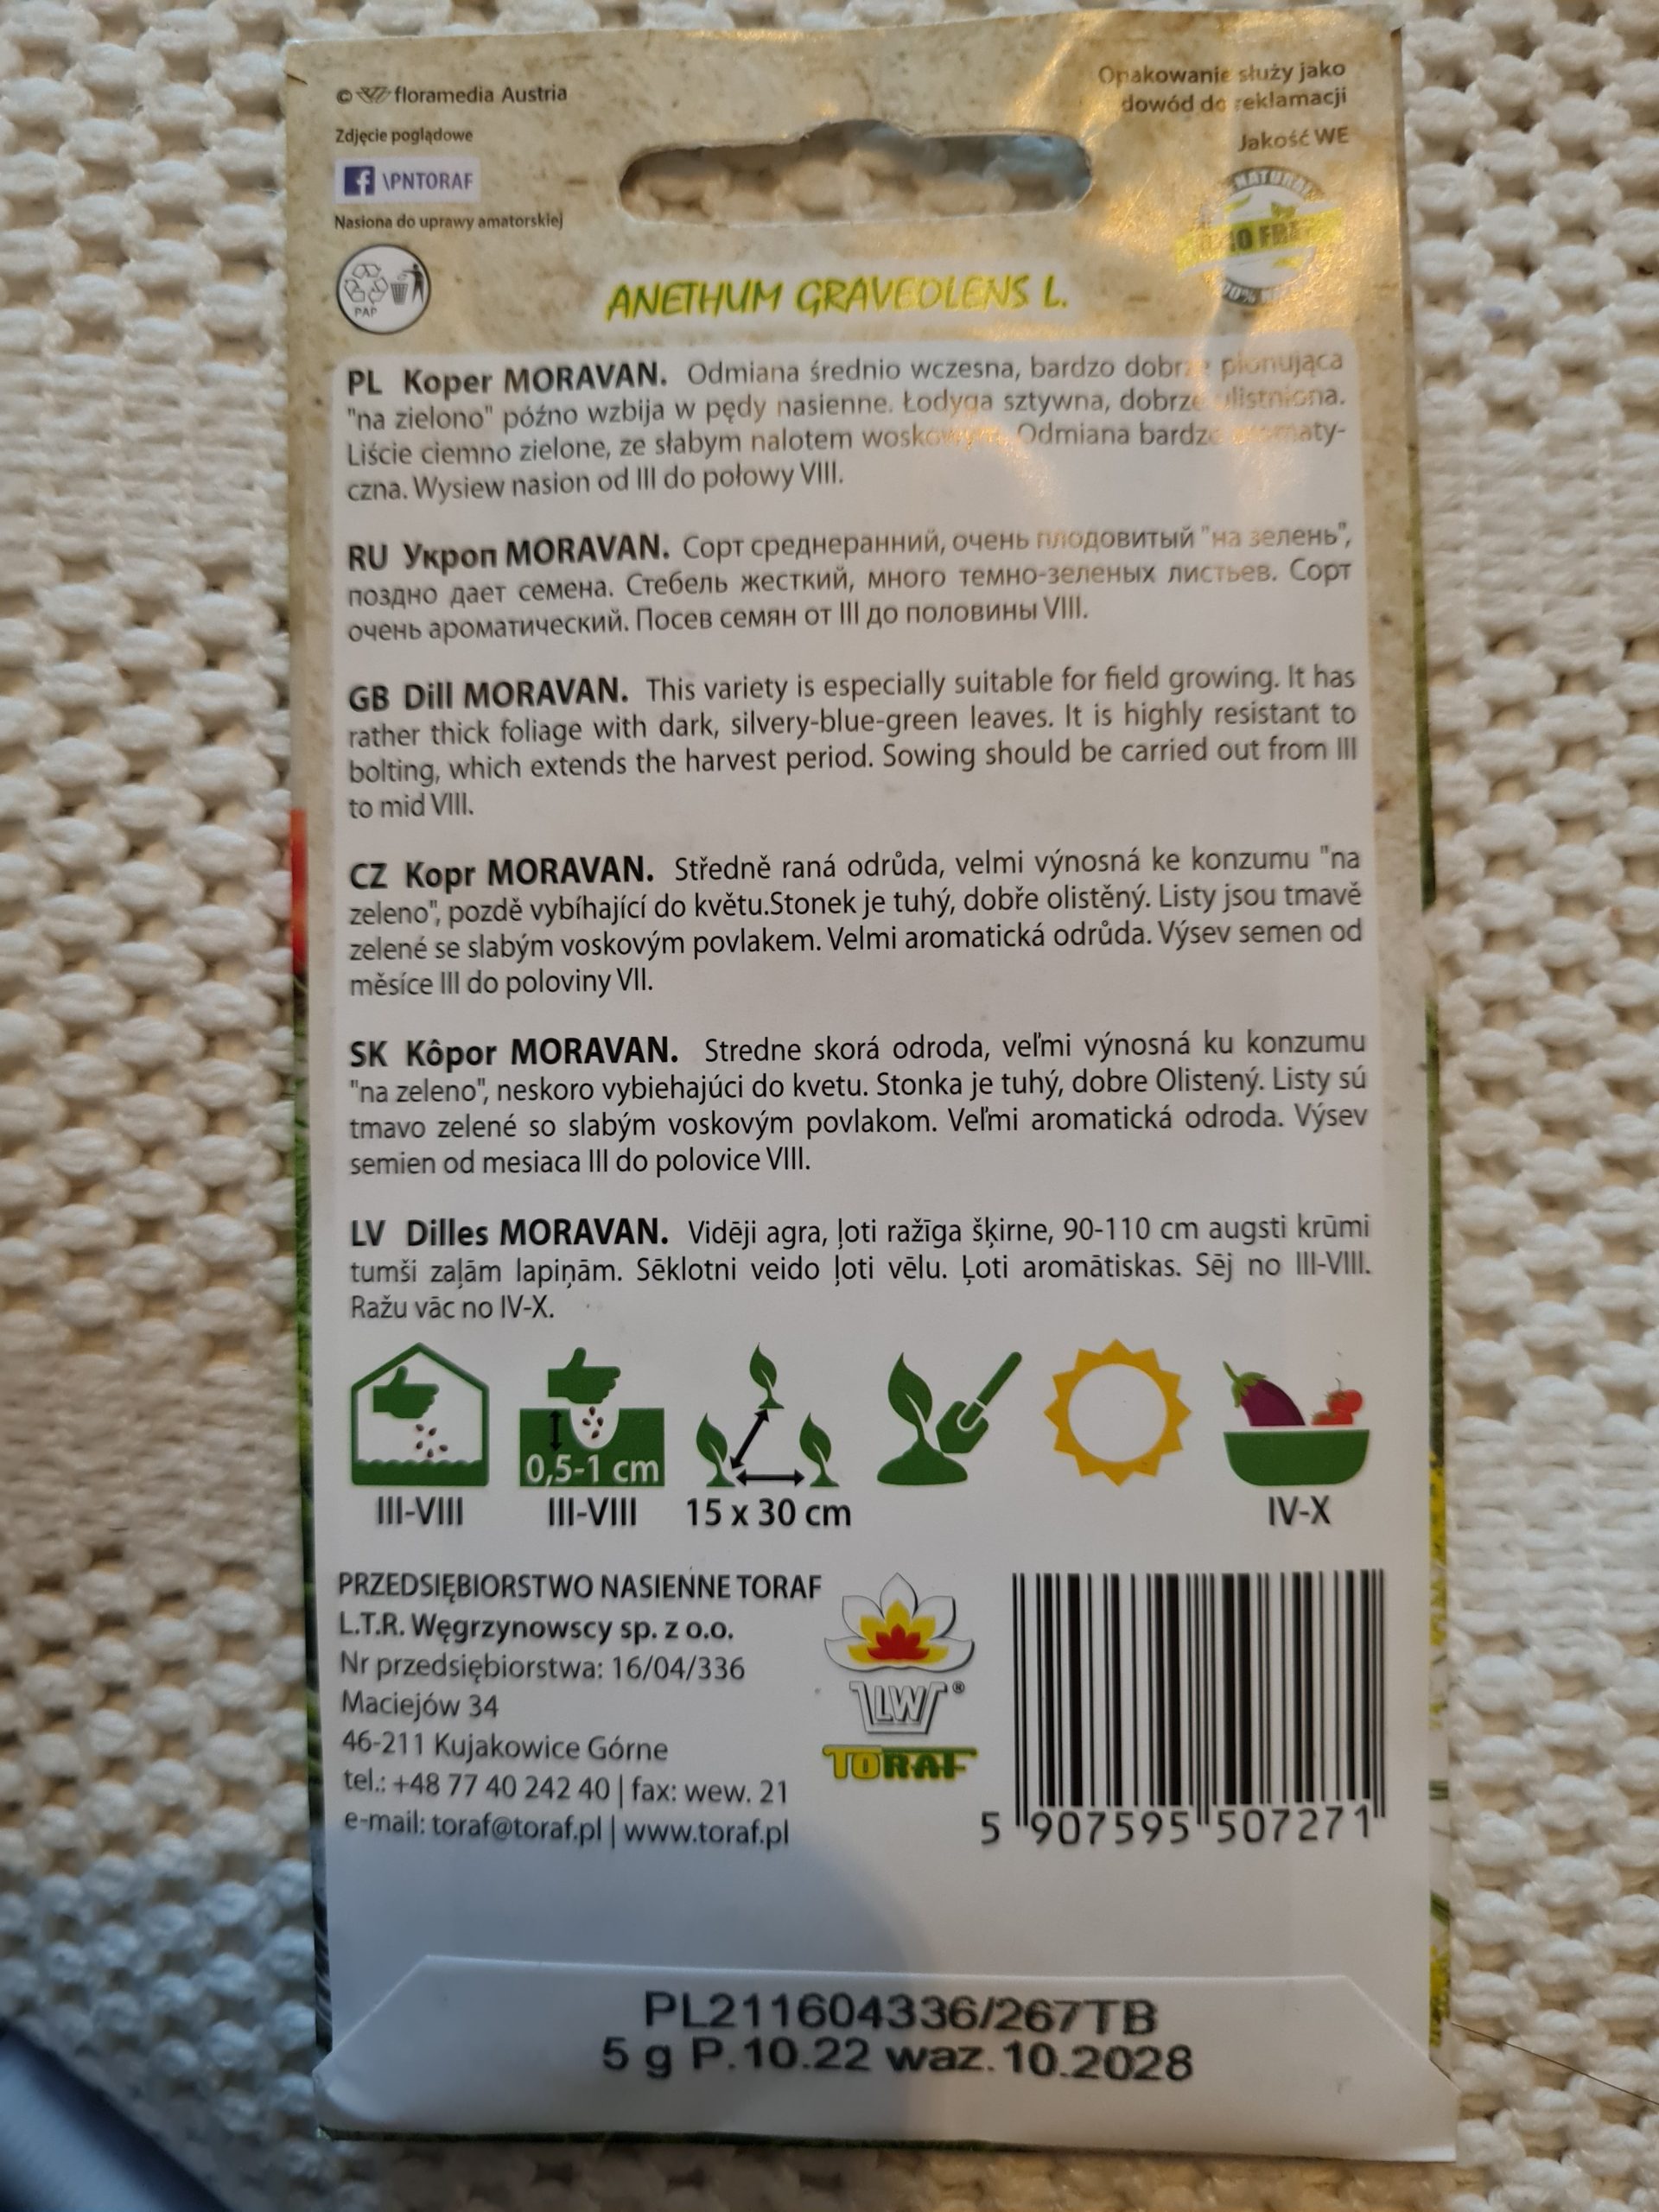 © floramedia Austria
Zdjęcie poglądowe
f \PNTORAF
Nasiona do uprawy amatorskiej
PAP
Opakowanie służy jako
dowód do reklamacji
Jakość WE
ANETHUM GRAVEOLENS L.
PL Koper MORAVAN. Odmiana średnio wczesna, bardzo dobrze plonująca
"na zielono" późno wzbija w pędy nasienne. Łodyga sztywna, dobrze ulistniona.
Liście ciemno zielone, ze słabym nalotem woskowym. Odmiana bardzo aromaty-
czna. Wysiew nasion od III do połowy VIII.
RU Укроп MORAVAN. Сорт среднеранний, очень плодовитый "на зелень",
поздно дает семена. Стебель жесткий, много темно-зеленых листьев. Сорт
очень ароматический. Посев семян от III до половины VIII.
GB Dill MORAVAN. This variety is especially suitable for field growing. It has
rather thick foliage with dark, silvery-blue-green leaves. It is highly resistant to
bolting, which extends the harvest period. Sowing should be carried out from III
to mid VIII.
CZ Kopr MORAVAN. Středně raná odrůda, velmi výnosná ke konzumu "na
zeleno", pozdě vybíhající do květu.Stonek je tuhý, dobře olistěný. Listy jsou tmavě
zelené se slabým voskovým povlakem. Velmi aromatická odrůda. Výsev semen od
měsíce III do poloviny VII.
SK Kôpor MORAVAN. Stredne skorá odroda, veľmi výnosná ku konzumu
"na zeleno", neskoro vybiehajúci do kvetu. Stonka je tuhý, dobre Olistený. Listy sú
tmavo zelené so slabým voskovým povlakom. Veľmi aromatická odroda. Výsev
semien od mesiaca III do polovice VIII.
LV Dilles MORAVAN. Vidēji agra, ļoti ražīga šķirne, 90-110 cm augsti krūmi
tumši zaļām lapiņām. Sēklotni veido ļoti vēlu. Ļoti aromātiskas. Sēj no III-VIII.
Ražu vāc no IV-X.
0,5-1 cm
III-VIII III-VIII 15 x 30 cm IV-X
PRZEDSIĘBIORSTWO NASIENNE TORAF
L.T.R. Węgrzynowscy sp. z o.o.
Nr przedsiębiorstwa: 16/04/336
Maciejów 34
46-211 Kujakowice Górne
tel.: +48 77 40 242 40 | fax: wew. 21
e-mail: toraf@toraf.pl | www.toraf.pl
®
TORAF
5 907595 507271
PL211604336/267TB
5 g P.10.22 waz.10.2028